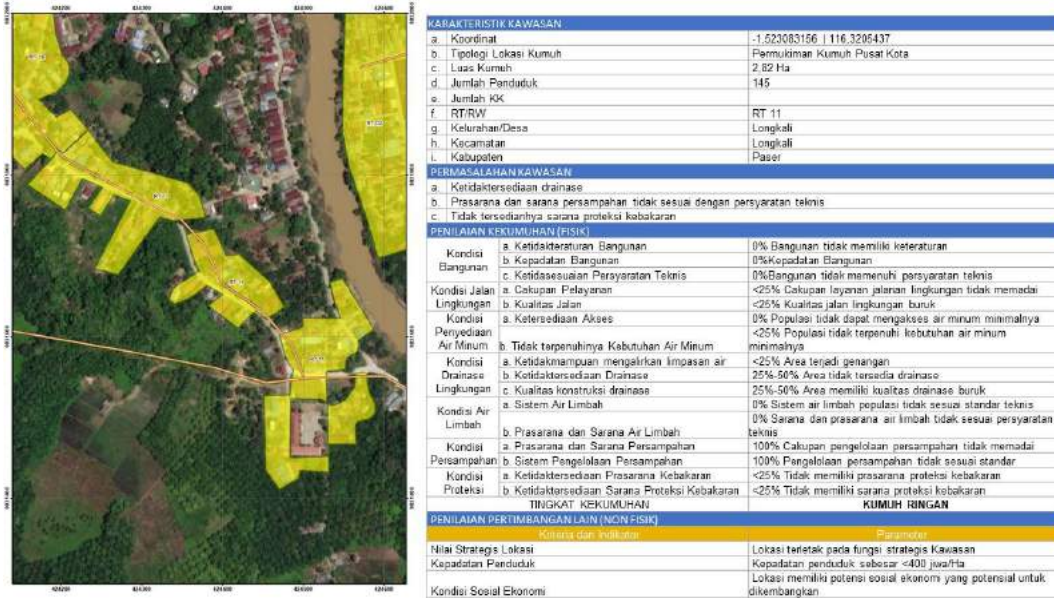 KARAKTERISTIK KAWASAN
a. Koordinat -1,523083156 | 116,3205437
b. Tipologi Lokasi Kumuh Permukiman Kumuh Pusat Kota
c. Luas Kumuh 2,82 Ha
d. Jumlah Penduduk 145
e. Jumlah KK
f. RT/RW RT 11
g. Kelurahan/Desa Longkali
h. Kecamatan Longkali
i. Kabupaten Paser
PERMASALAHAN KAWASAN
a. Ketidaktersediaan drainase
b. Prasarana dan sarana persampahan tidak sesuai dengan persyaratan teknis
c. Tidak tersedianhya sarana proteksi kebakaran
PENILAIAN KEKUMUHAN (FISIK)
Kondisi Bangunan
a. Ketidakteraturan Bangunan 0% Bangunan tidak memiliki keteraturan
b. Kepadatan Bangunan 0%Kepadatan Bangunan
c. Ketidasesuaian Persyaratan Teknis 0%Bangunan tidak memenuhi persyaratan teknis
Kondisi Jalan Lingkungan
a. Cakupan Pelayanan <25% Cakupan layanan jalanan lingkungan tidak memadai
b. Kualitas Jalan <25% Kualitas jalan lingkungan buruk
Kondisi Penyediaan Air Minum
a. Ketersediaan Akses 0% Populasi tidak dapat mengakses air minum minimalnya
b. Tidak terpenuhinya Kebutuhan Air Minum <25% Populasi tidak terpenuhi kebutuhan air minum minimalnya
Kondisi Drainase Lingkungan
a. Ketidakmampuan mengalirkan limpasan air <25% Area terjadi genangan
b. Ketidaktersediaan Drainase 25%-50% Area tidak tersedia drainase
c. Kualitas konstruksi drainase 25%-50% Area memiliki kualitas drainase buruk
Kondisi Air Limbah
a. Sistem Air Limbah 0% Sistem air limbah populasi tidak sesuai standar teknis
b. Prasarana dan Sarana Air Limbah 0% Sarana dan prasarana air limbah tidak sesuai persyaratan teknis
Kondisi Persampahan
a. Prasarana dan Sarana Persampahan 100% Cakupan pengelolaan persampahan tidak memadai
b. Sistem Pengelolaan Persampahan 100% Pengelolaan persampahan tidak sesuai standar
Kondisi Proteksi
a. Ketidaktersediaan Prasarana Kebakaran <25% Tidak memiliki prasarana proteksi kebakaran
b. Ketidaktersediaan Sarana Proteksi Kebakaran <25% Tidak memiliki sarana proteksi kebakaran
TINGKAT KEKUMUHAN KUMUH RINGAN
PENILAIAN PERTIMBANGAN LAIN (NON FISIK)
Kriteria dan Indikator Parameter
Nilai Strategis Lokasi Lokasi terletak pada fungsi strategis Kawasan
Kepadatan Penduduk Kepadatan penduduk sebesar <400 jiwa/Ha
Kondisi Sosial Ekonomi Lokasi memiliki potensi sosial ekonomi yang potensial untuk dikembangkan